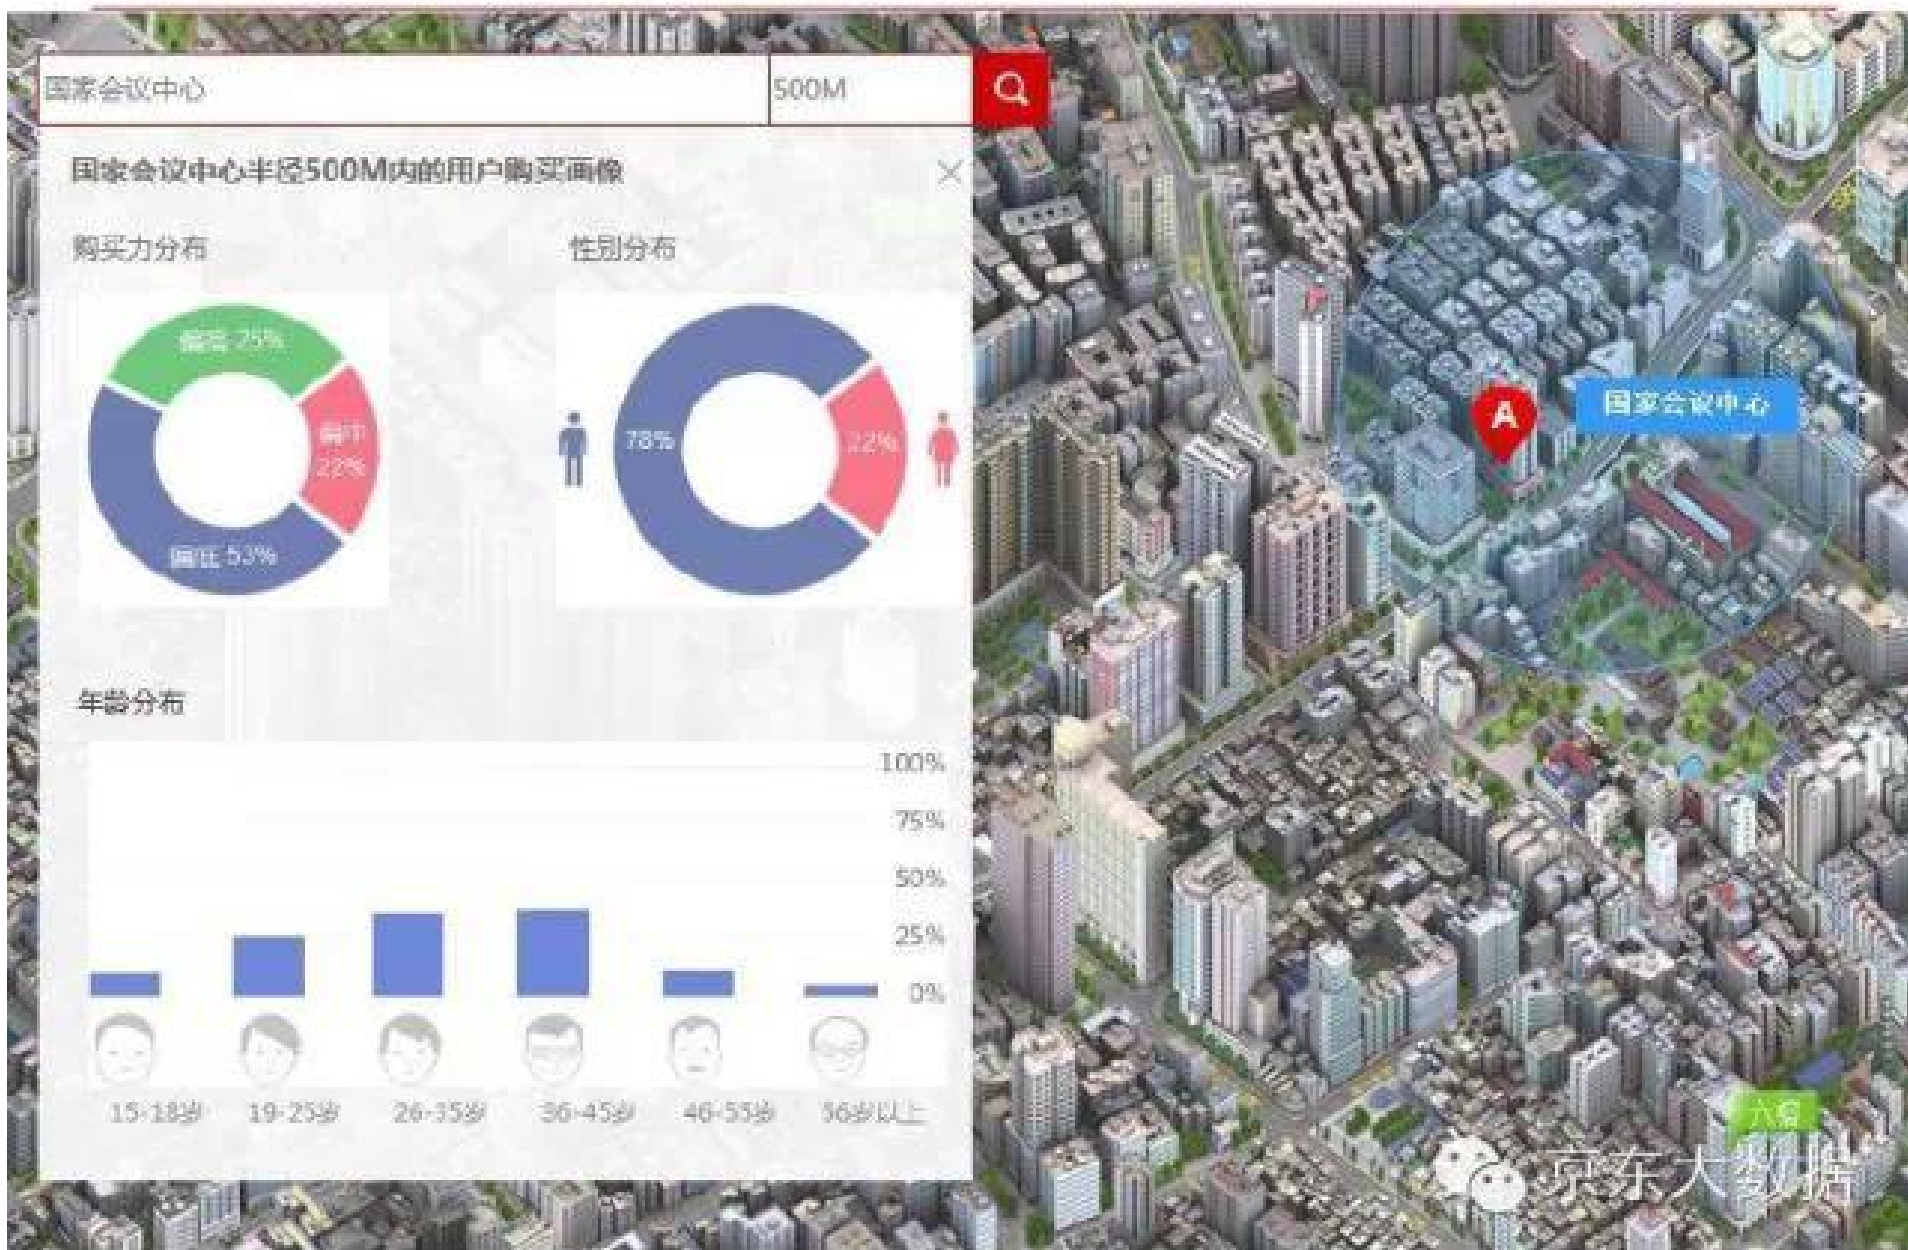 国家会议中心
500M
国家会议中心半径500M内的用户购买画像
购买力分布
性别分布
偏高 25%
偏中
22%
偏低 53%
78%
22%
年龄分布
100%
75%
50%
25%
0%
15-18岁
19-25岁
26-35岁
36-45岁
46-55岁
56岁以上
A
国家会议中心
京东大数据